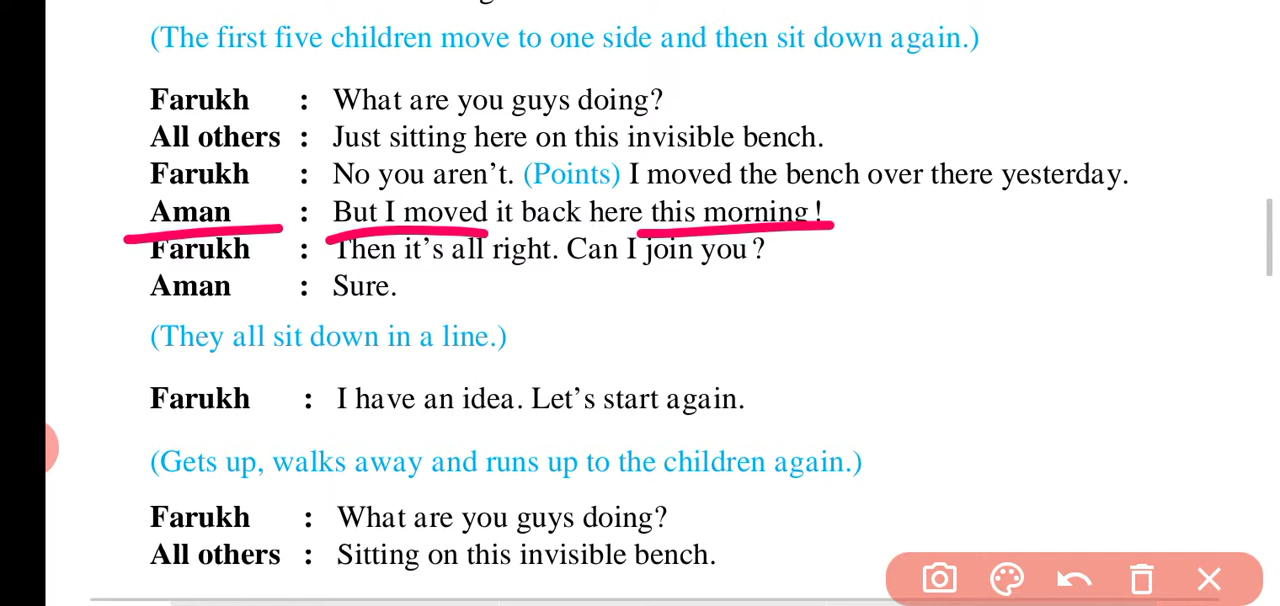 (The first five children move to one side and then sit down again.)
Farukh : What are you guys doing?
All others : Just sitting here on this invisible bench.
Farukh : No you aren't. (Points) I moved the bench over there yesterday.
Aman : But I moved it back here this morning!
Farukh : Then it's all right. Can I join you?
Aman : Sure.
(They all sit down in a line.)
Farukh : I have an idea. Let's start again.
(Gets up, walks away and runs up to the children again.)
Farukh : What are you guys doing?
All others : Sitting on this invisible bench.